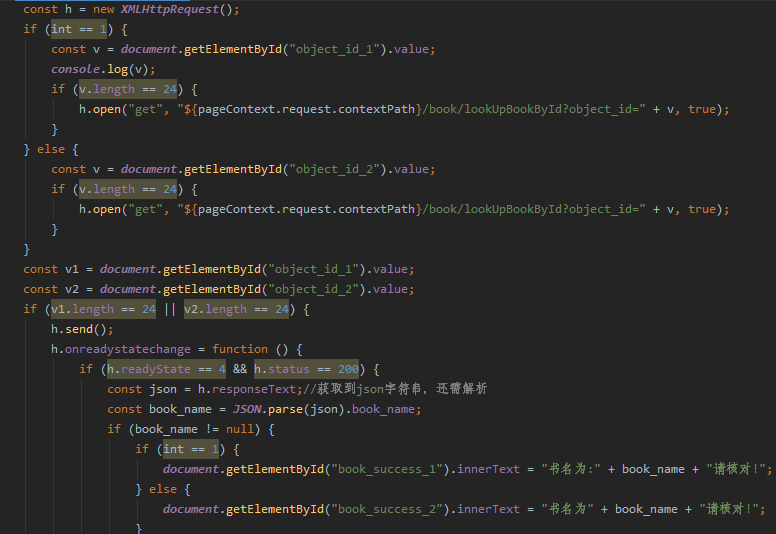 const h = new XMLHttpRequest();
if (int == 1) {
const v = document.getElementById("object_id_1").value;
console.log(v);
if (v.length == 24) {
h.open("get", "${pageContext.request.contextPath}/book/lookUpBookById?object_id=" + v, true);
}
} else {
const v = document.getElementById("object_id_2").value;
if (v.length == 24) {
h.open("get", "${pageContext.request.contextPath}/book/lookUpBookById?object_id=" + v, true);
}
}
const v1 = document.getElementById("object_id_1").value;
const v2 = document.getElementById("object_id_2").value;
if (v1.length == 24 || v2.length == 24) {
h.send();
h.onreadystatechange = function () {
if (h.readyState == 4 && h.status == 200) {
const json = h.responseText;//获取到json字符串，还需解析
const book_name = JSON.parse(json).book_name;
if (book_name != null) {
if (int == 1) {
document.getElementById("book_success_1").innerText = "书名为:" + book_name + "请核对!";
} else {
document.getElementById("book_success_2").innerText = "书名为" + book_name + "请核对!";
}